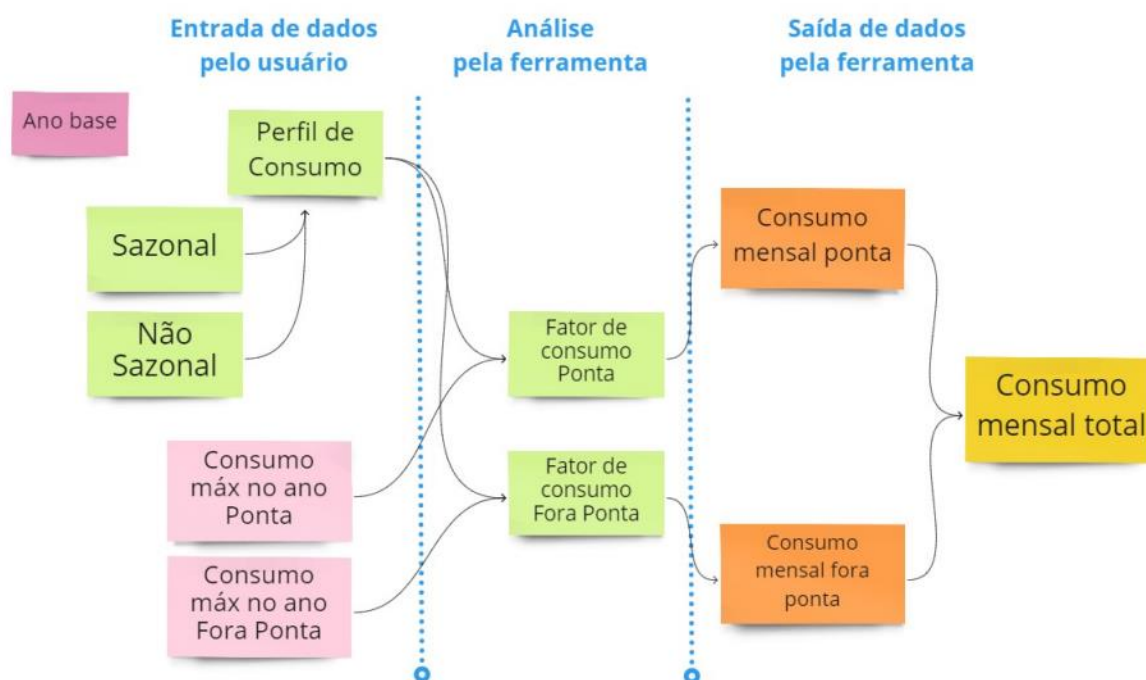 Entrada de dados
pelo usuário
Análise
pela ferramenta
Saída de dados
pela ferramenta
Ano base
Perfil de
Consumo
Sazonal
Não
Sazonal
Consumo
máx no ano
Ponta
Consumo
máx no ano
Fora Ponta
Fator de
consumo
Ponta
Fator de
consumo
Fora Ponta
Consumo
mensal ponta
Consumo
mensal fora
ponta
Consumo
mensal total